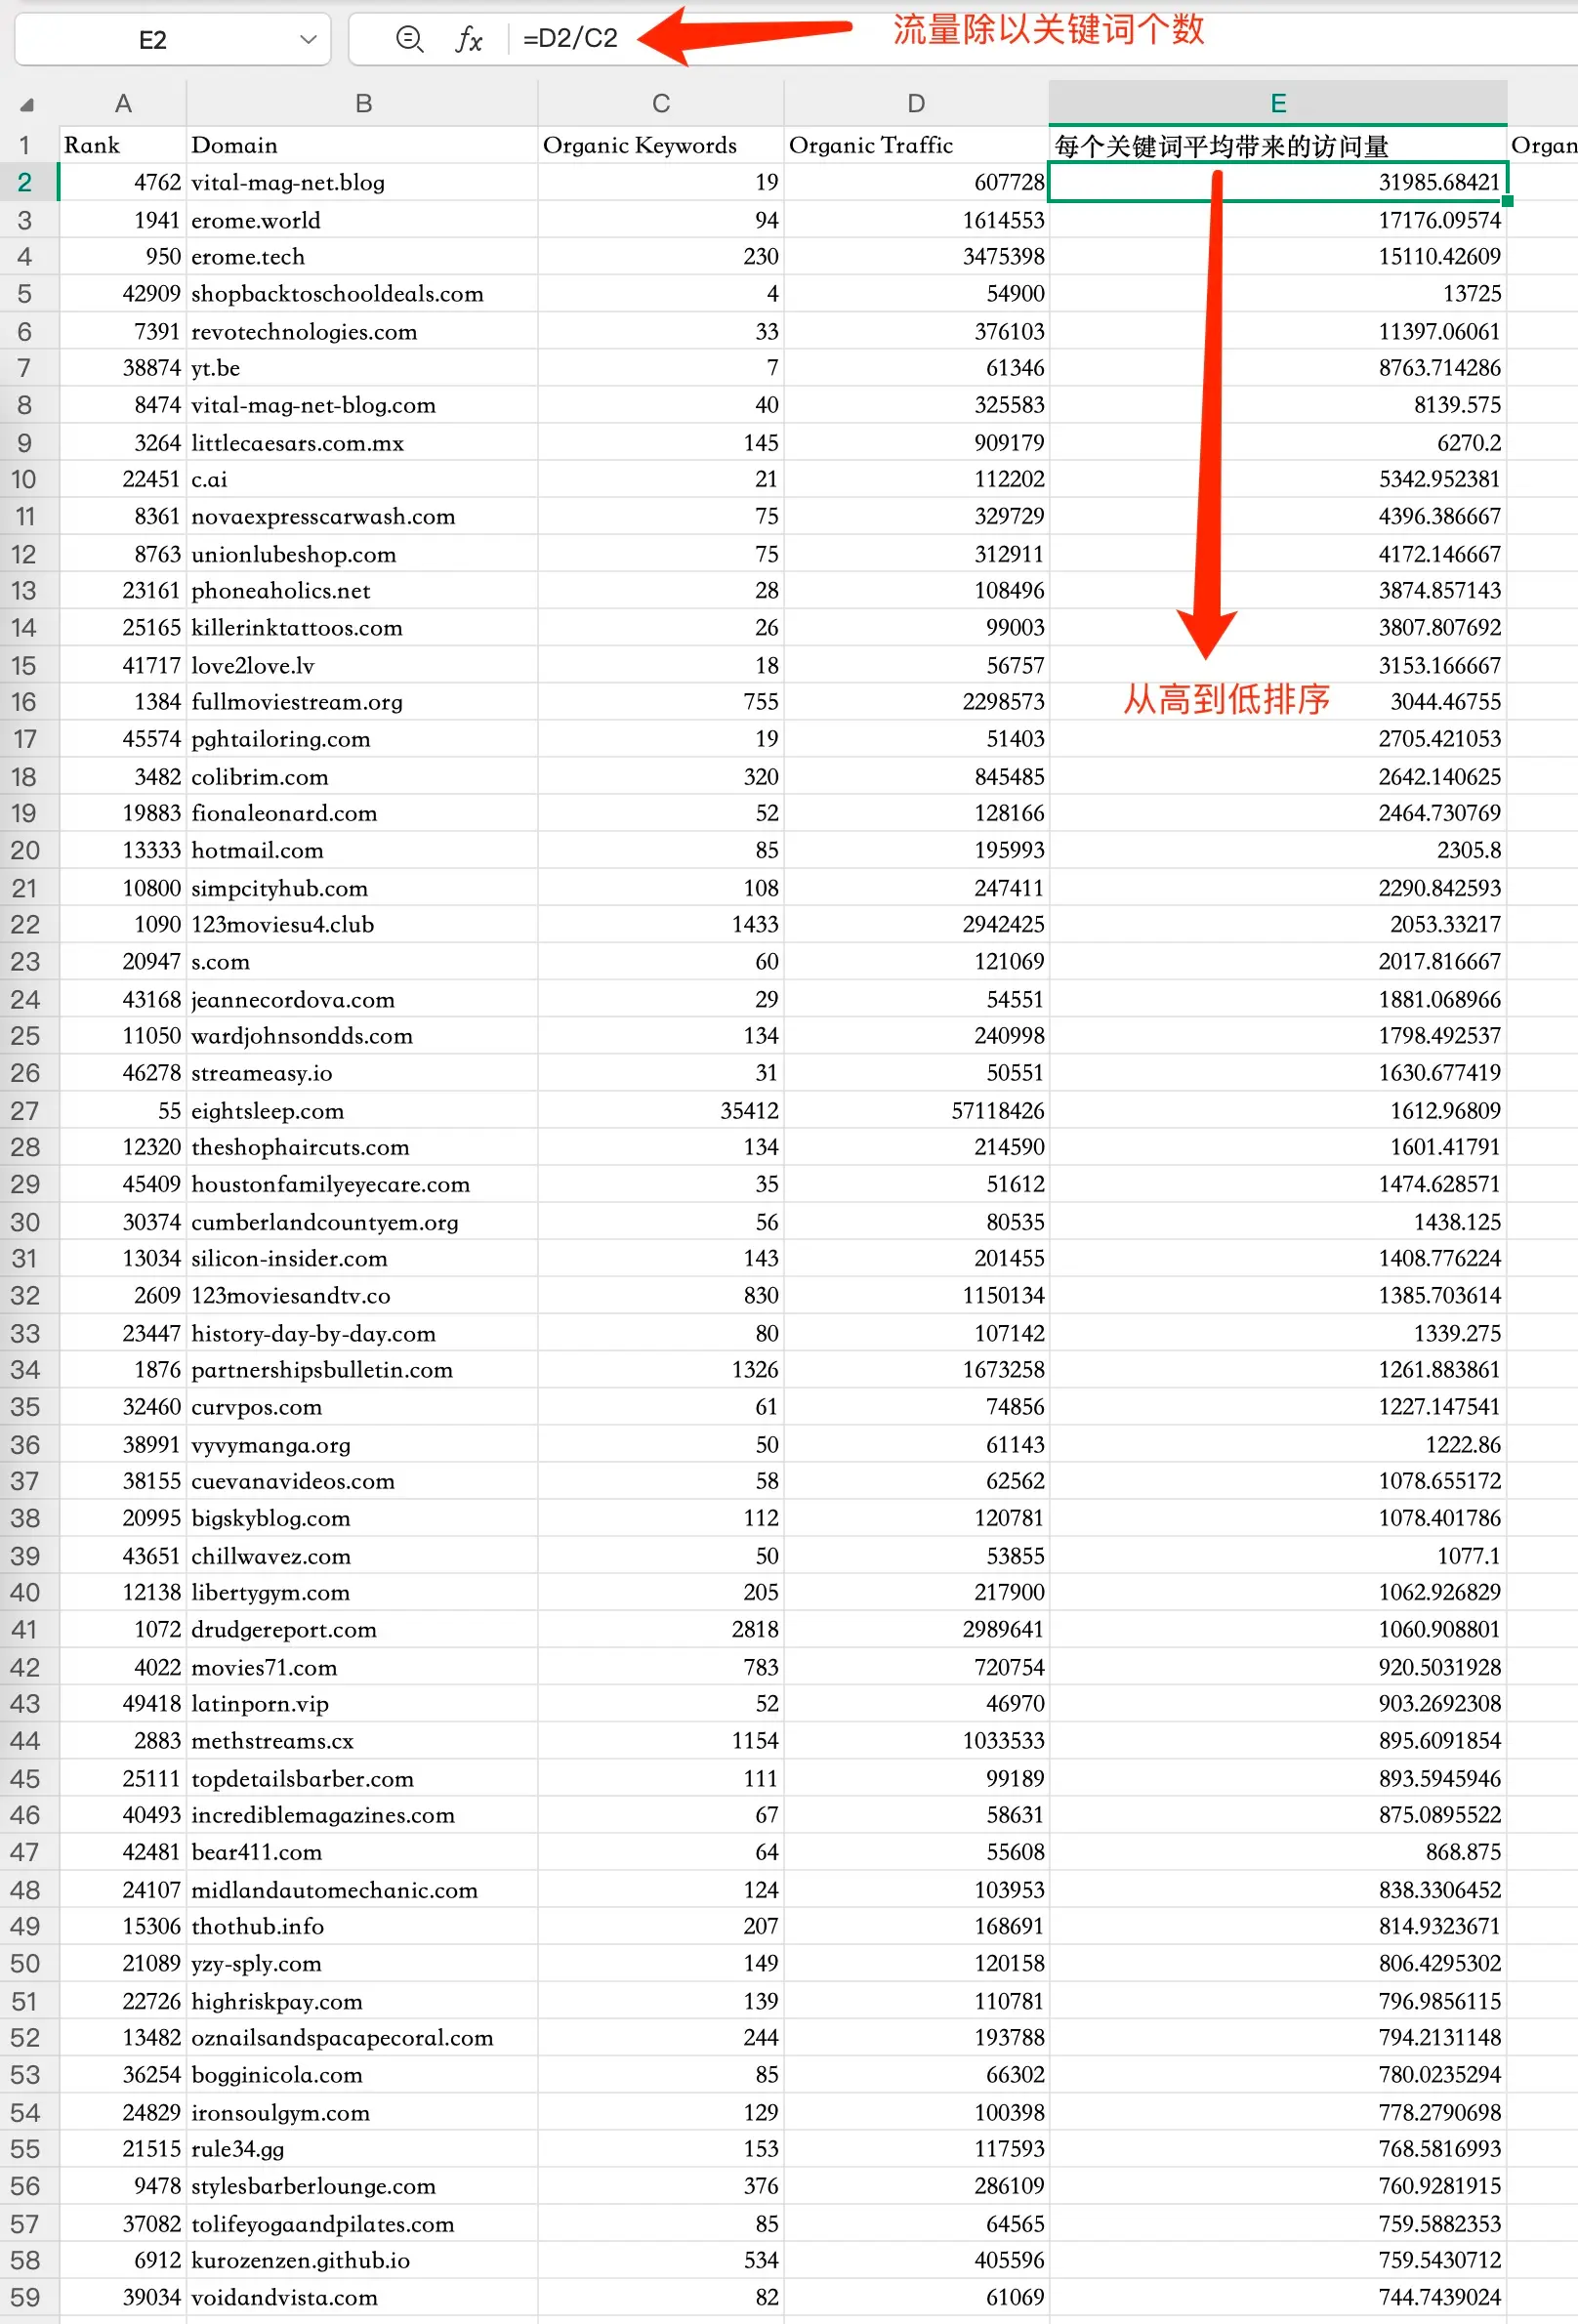 E2 =D2/C2 流量除以关键词个数
A B C D E
1 Rank Domain Organic Keywords Organic Traffic 每个关键词平均带来的访问量 Organ
2 4762 vital-mag-net.blog 19 607728 31985.68421
3 1941 erome.world 94 1614553 17176.09574
4 950 erome.tech 230 3475398 15110.42609
5 42909 shopbacktoschooldeals.com 4 54900 13725
6 7391 revotechnologies.com 33 376103 11397.06061
7 38874 yt.be 7 61346 8763.714286
8 8474 vital-mag-net-blog.com 40 325583 8139.575
9 3264 littlecaesars.com.mx 145 909179 6270.2
10 22451 c.ai 21 112202 5342.952381
11 8361 novaexpresscarwash.com 75 329729 4396.386667
12 8763 unionlubeshop.com 75 312911 4172.146667
13 23161 phoneaholics.net 28 108496 3874.857143
14 25165 killerinktattoos.com 26 99003 3807.807692
15 41717 love2love.lv 18 56757 3153.166667
16 1384 fullmoviestream.org 755 2298573 从高到低排序 3044.46755
17 45574 pghtailoring.com 19 51403 2705.421053
18 3482 colibrim.com 320 845485 2642.140625
19 19883 fionaleonard.com 52 128166 2464.730769
20 13333 hotmail.com 85 195993 2305.8
21 10800 simpcityhub.com 108 247411 2290.842593
22 1090 123moviesu4.club 1433 2942425 2053.33217
23 20947 s.com 60 121069 2017.816667
24 43168 jeannecordova.com 29 54551 1881.068966
25 11050 wardjohnsondds.com 134 240998 1798.492537
26 46278 streameasy.io 31 50551 1630.677419
27 55 eightsleep.com 35412 57118426 1612.96809
28 12320 theshophaircuts.com 134 214590 1601.41791
29 45409 houstonfamilyeyecare.com 35 51612 1474.628571
30 30374 cumberlandcountyem.org 56 80535 1438.125
31 13034 silicon-insider.com 143 201455 1408.776224
32 2609 123moviesandtv.co 830 1150134 1385.703614
33 23447 history-day-by-day.com 80 107142 1339.275
34 1876 partnershipsbulletin.com 1326 1673258 1261.883861
35 32460 curvpos.com 61 74856 1227.147541
36 38991 vyvymanga.org 50 61143 1222.86
37 38155 cuevanavideos.com 58 62562 1078.655172
38 20995 bigskyblog.com 112 120781 1078.401786
39 43651 chillwavez.com 50 53855 1077.1
40 12138 libertygym.com 205 217900 1062.926829
41 1072 drudgereport.com 2818 2989641 1060.908801
42 4022 movies71.com 783 720754 920.5031928
43 49418 latinporn.vip 52 46970 903.2692308
44 2883 methstreams.cx 1154 1033533 895.6091854
45 25111 topdetailsbarber.com 111 99189 893.5945946
46 40493 incrediblemagazines.com 67 58631 875.0895522
47 42481 bear411.com 64 55608 868.875
48 24107 midlandautomechanic.com 124 103953 838.3306452
49 15306 thothub.info 207 168691 814.9323671
50 21089 yzy-sply.com 149 120158 806.4295302
51 22726 highriskpay.com 139 110781 796.9856115
52 13482 oznailsandspacapecoral.com 244 193788 794.2131148
53 36254 bogginicola.com 85 66302 780.0235294
54 24829 ironsoulgym.com 129 100398 778.2790698
55 21515 rule34.gg 153 117593 768.5816993
56 9478 stylesbarberlounge.com 376 286109 760.9281915
57 37082 tolifeyogaandpilates.com 85 64565 759.5882353
58 6912 kurozenzen.github.io 534 405596 759.5430712
59 39034 voidandvista.com 82 61069 744.7439024